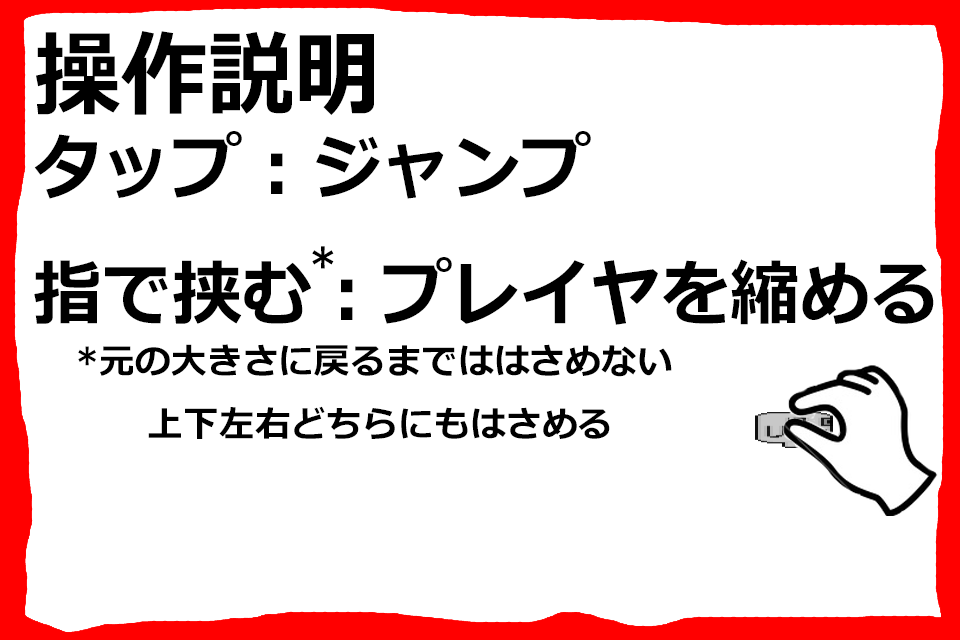 操作説明
タップ：ジャンプ
指で挟む*：プレイヤを縮める
*元の大きさに戻るまでははさめない
上下左右どちらにもはさめる